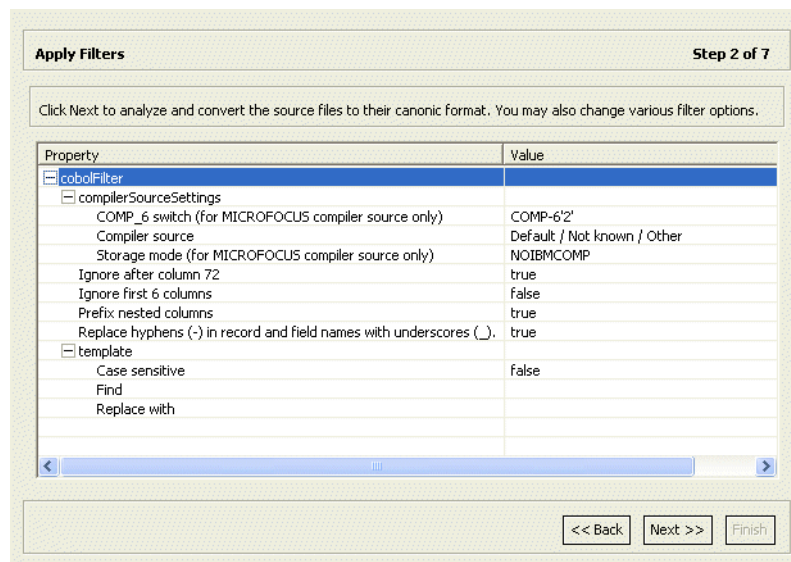 Apply Filters Step 2 of 7
Click Next to analyze and convert the source files to their canonic format. You may also change various filter options.
Property Value
cobolFilter
compilerSourceSettings
COMP_6 switch (for MICROFOCUS compiler source only) COMP-6'2'
Compiler source Default / Not known / Other
Storage mode (for MICROFOCUS compiler source only) NOIBMCOMP
Ignore after column 72 true
Ignore first 6 columns false
Prefix nested columns true
Replace hyphens (-) in record and field names with underscores (_). true
template
Case sensitive false
Find
Replace with
<< Back Next >> Finish